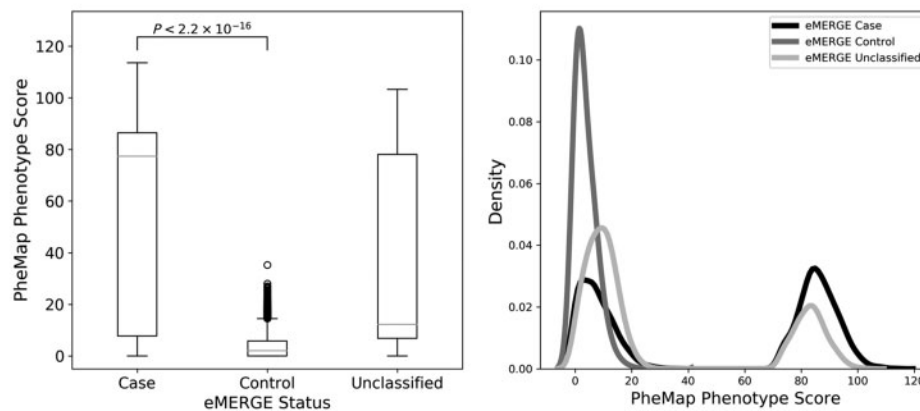 P < 2.2 × 10−16
120
100
80
60
40
20
0
PheMap Phenotype Score
Case
Control
Unclassified
eMERGE Status
eMERGE Case
eMERGE Control
eMERGE Unclassified
0.10
0.08
0.06
0.04
0.02
0.00
Density
0
20
40
60
80
100
120
PheMap Phenotype Score